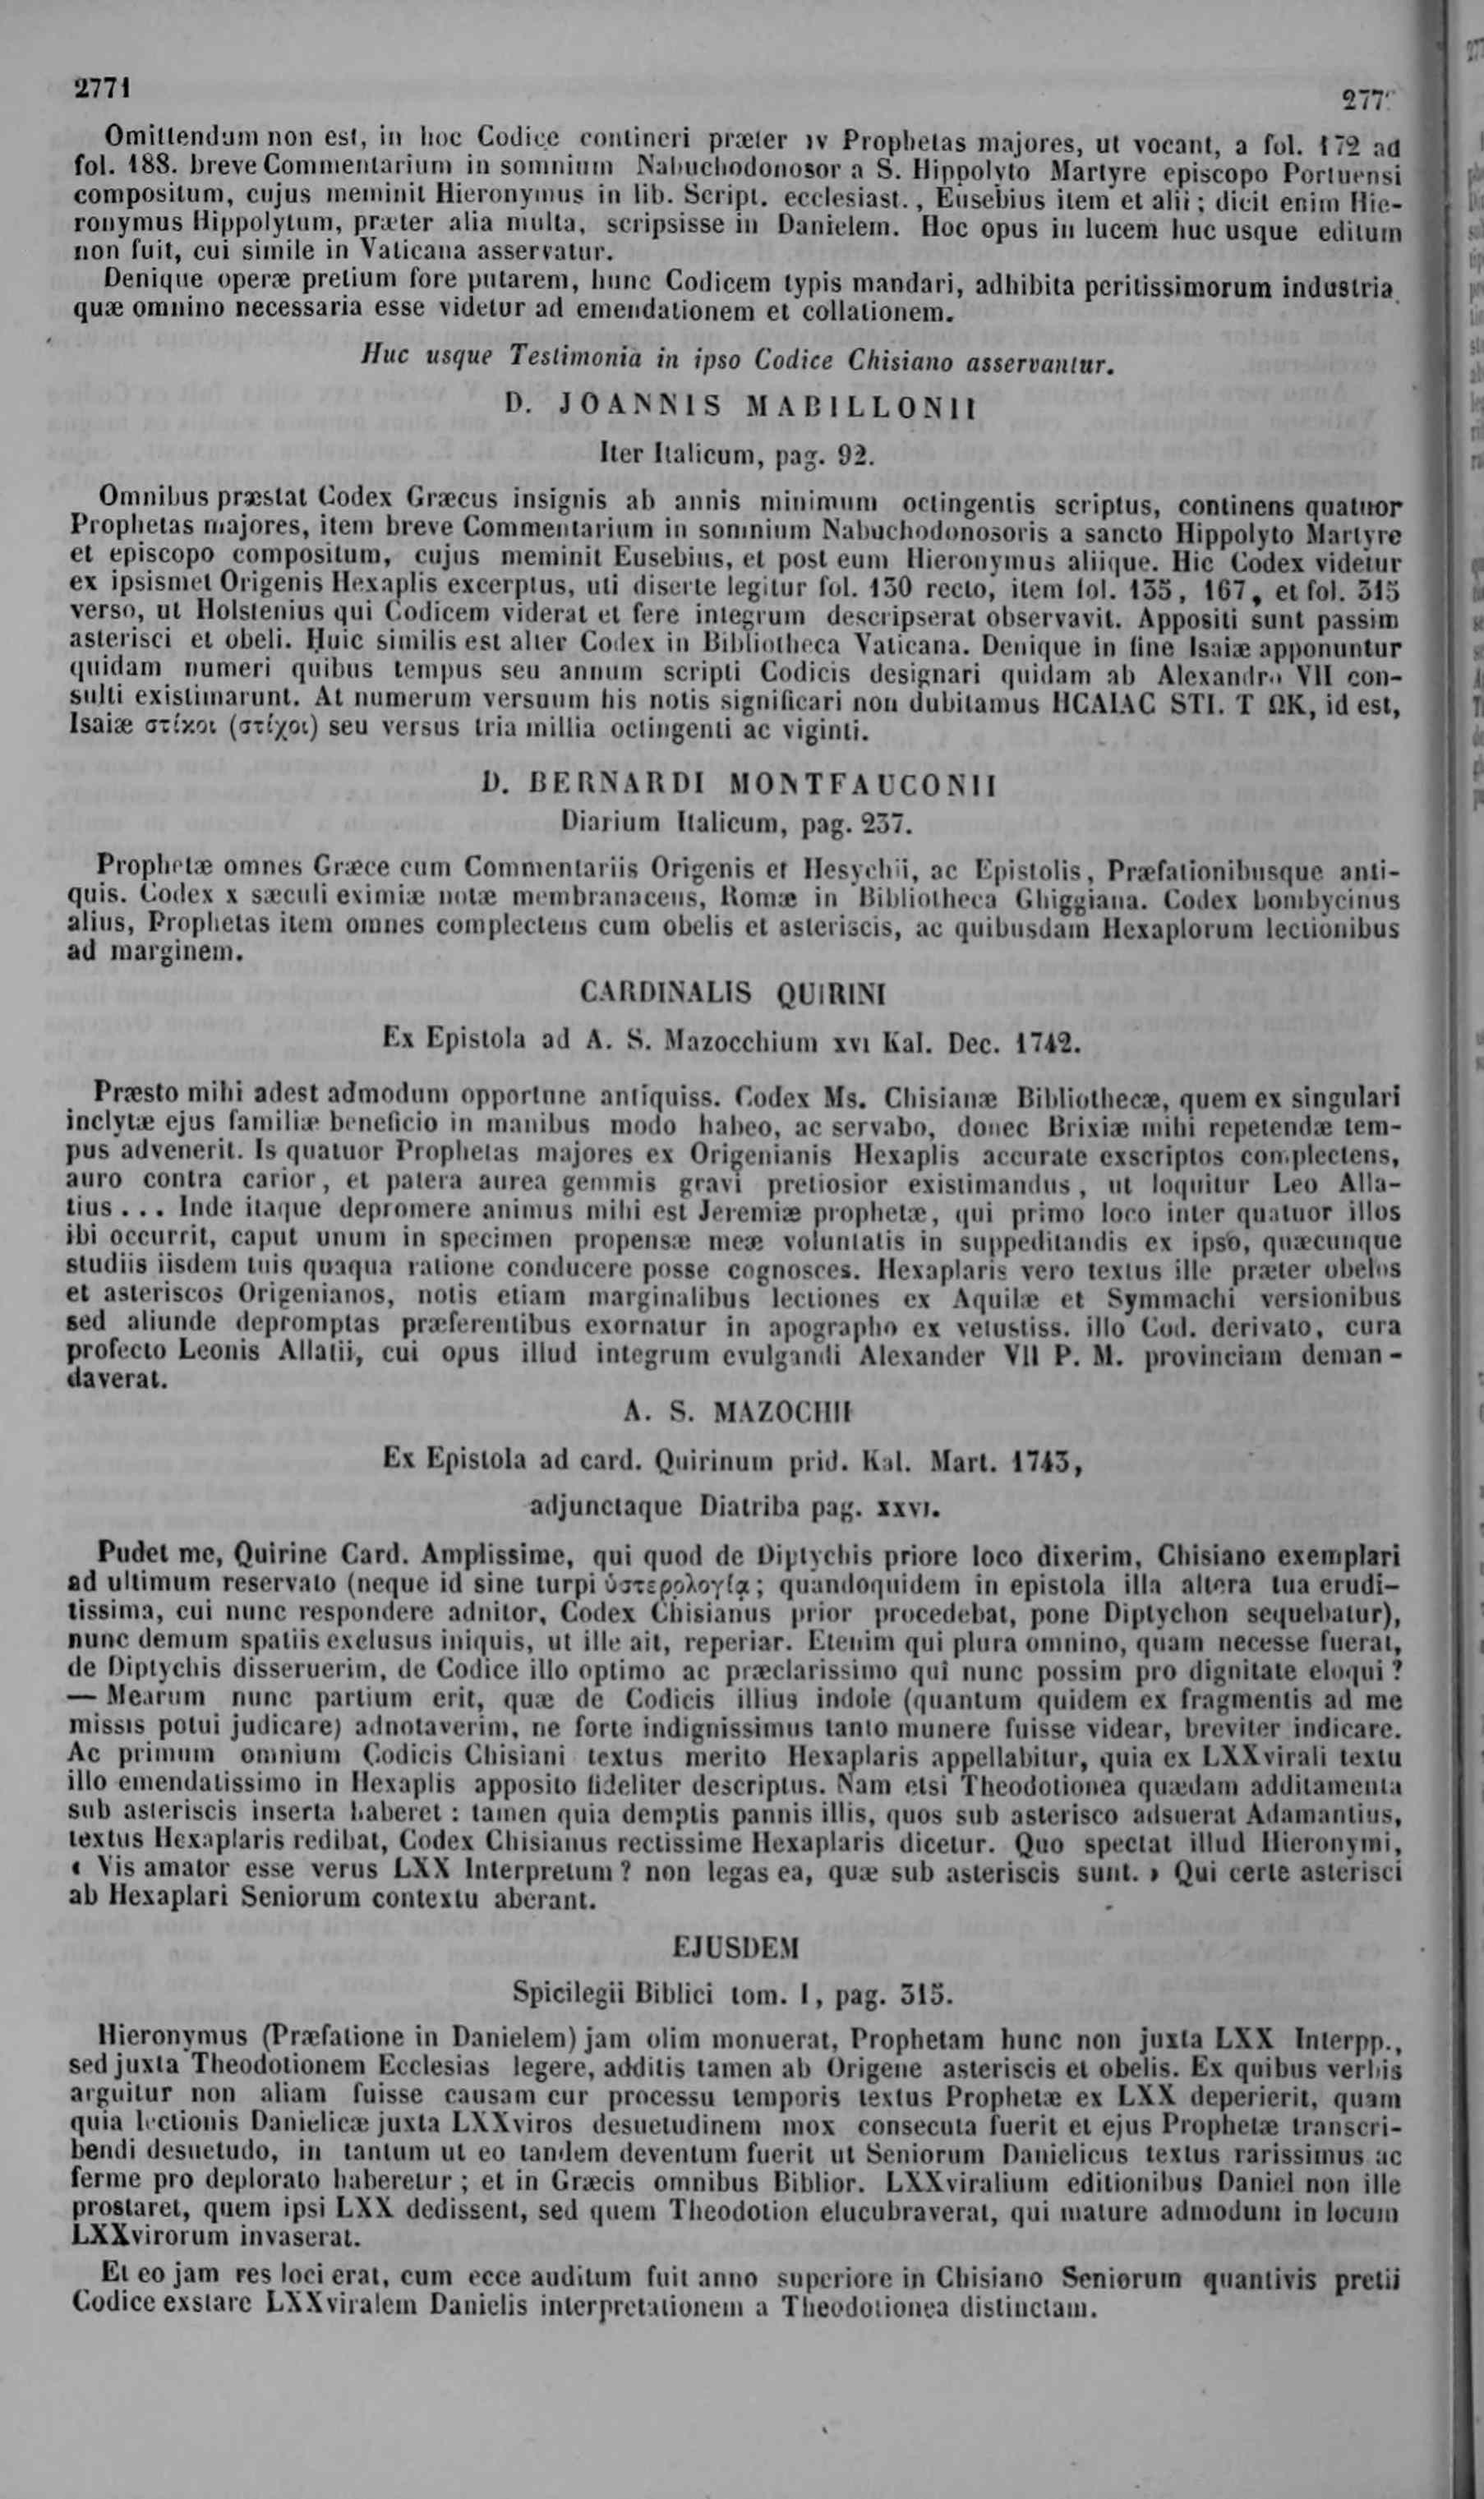 2771
277
Omittendum non est, in hoc Codice contineri præter iv Prophetas majores, ut vocant, a fol. 172 ad
fol. 188. breve Commentarium in somnium Nabuchodonosor a S. Hippolyto Martyre episcopo Portuensi
compositum, cujus meminit Hieronymus in lib. Script. ecclesiast., Eusebius item et alii; dicit enim Hie-
ronymus Hippolytum, præter alia multa, scripsisse in Danielem. Hoc opus in lucem huc usque editum
non fuit, cui simile in Vaticana asservatur.
Denique operæ pretium fore putarem, hunc Codicem typis mandari, adhibita peritissimorum industria
quæ omnino necessaria esse videtur ad emendationem et collationem.
Huc usque Testimonia in ipso Codice Chisiano asservantur.
D. JOANNIS MABILLONII
Iter Italicum, pag. 92.
Omnibus præstat Codex Græcus insignis ab annis minimum octingentis scriptus, continens quatuor
Prophetas majores, item breve Commentarium in somnium Nabuchodonosoris a sancto Hippolyto Martyre
et episcopo compositum, cujus meminit Eusebius, et post eum Hieronymus aliique. Hic Codex videtur
ex ipsismet Origenis Hexaplis excerptus, uti diserte legitur fol. 130 recto, item fol. 135, 167, et fol. 315
verso, ut Holstenius qui Codicem viderat et fere integrum descripserat observavit. Appositi sunt passim
asterisci et obeli. Huic similis est alter Codex in Bibliotheca Vaticana. Denique in fine Isaiæ apponuntur
quidam numeri quibus tempus seu annum scripti Codicis designari quidam ab Alexandro VII con-
sulti existimarunt. At numerum versuum his notis significari non dubitamus HCAIAC STI. T ΩK, id est,
Isaiæ στίκοι (στίχοι) seu versus tria millia octingenti ac viginti.
D. BERNARDI MONTFAUCONII
Diarium Italicum, pag. 237.
Prophetæ omnes Græce cum Commentariis Origenis et Hesychii, ac Epistolis, Præfationibusque anti-
quis. Codex x sæculi eximiæ notæ membranaceus, Romæ in Bibliotheca Ghiggiana. Codex bombycinus
alius, Prophetas item omnes complectens cum obelis et asteriscis, ac quibusdam Hexaplorum lectionibus
ad marginem.
CARDINALIS QUIRINI
Ex Epistola ad A. S. Mazocchium xvi Kal. Dec. 1742.
Præsto mihi adest admodum opportune antiquiss. Codex Ms. Chisianæ Bibliothecæ, quem ex singulari
inclytæ ejus familiæ beneficio in manibus modo habeo, ac servabo, donec Brixiæ mihi repetendæ tem-
pus advenerit. Is quatuor Prophetas majores ex Origenianis Hexaplis accurate exscriptos complectens,
auro contra carior, et patera aurea gemmis gravi pretiosior existimandus, ut loquitur Leo Alla-
tius... Inde itaque depromere animus mihi est Jeremiæ prophetæ, qui primo loco inter quatuor illos
ibi occurrit, caput unum in specimen propensæ meæ voluntatis in suppeditandis ex ipso, quæcunque
studiis iisdem tuis quaqua ratione conducere posse cognosces. Hexaplaris vero textus ille præter obelos
et asteriscos Origenianos, notis etiam marginalibus lectiones ex Aquilæ et Symmachi versionibus
sed aliunde depromptas præferentibus exornatur in apographo ex vetustiss. illo Cod. derivato, cura
profecto Leonis Allatii, cui opus illud integrum evulgandi Alexander VII P. M. provinciam deman-
daverat.
A. S. MAZOCHII
Ex Epistola ad card. Quirinum prid. Kal. Mart. 1743,
adjunctaque Diatriba pag. xxvi.
Pudet me, Quirine Card. Amplissime, qui quod de Diptychis priore loco dixerim, Chisiano exemplari
ad ultimum reservato (neque id sine turpi ὑστερολογίᾳ; quandoquidem in epistola illa altera tua erudi-
tissima, cui nunc respondere adnitor, Codex Chisianus prior procedebat, pone Diptychon sequebatur),
nunc demum spatiis exclusus iniquis, ut ille ait, reperiar. Etenim qui plura omnino, quam necesse fuerat,
de Diptychis disseruerim, de Codice illo optimo ac præclarissimo qui nunc possim pro dignitate eloqui?
— Mearum nunc partium erit, quæ de Codicis illius indole (quantum quidem ex fragmentis ad me
missis potui judicare) adnotaverim, ne forte indignissimus tanto munere fuisse videar, breviter indicare.
Ac primum omnium Codicis Chisiani textus merito Hexaplaris appellabitur, quia ex LXXvirali textu
illo emendatissimo in Hexaplis apposito fideliter descriptus. Nam etsi Theodotionea quædam additamenta
sub asteriscis inserta haberet : tamen quia demptis pannis illis, quos sub asterisco adsuerat Adamantius,
textus Hexaplaris redibat, Codex Chisianus rectissime Hexaplaris dicetur. Quo spectat illud Hieronymi,
‹ Vis amator esse verus LXX Interpretum? non legas ea, quæ sub asteriscis sunt. › Qui certe asterisci
ab Hexaplari Seniorum contextu aberant.
EJUSDEM
Spicilegii Biblici tom. I, pag. 315.
Hieronymus (Præfatione in Danielem) jam olim monuerat, Prophetam hunc non juxta LXX Interpp.,
sed juxta Theodotionem Ecclesias legere, additis tamen ab Origene asteriscis et obelis. Ex quibus verbis
arguitur non aliam fuisse causam cur processu temporis textus Prophetæ ex LXX deperierit, quam
quia lectionis Danielicæ juxta LXXviros desuetudinem mox consecuta fuerit et ejus Prophetæ transcri-
bendi desuetudo, in tantum ut eo tandem deventum fuerit ut Seniorum Danielicus textus rarissimus ac
ferme pro deplorato haberetur; et in Græcis omnibus Biblior. LXXviralium editionibus Daniel non ille
prostaret, quem ipsi LXX dedissent, sed quem Theodotion elucubraverat, qui mature admodum in locum
LXXvirorum invaserat.
Et eo jam res loci erat, cum ecce auditum fuit anno superiore in Chisiano Seniorum quantivis pretii
Codice exstare LXXviralem Danielis interpretationem a Theodotionea distinctam.